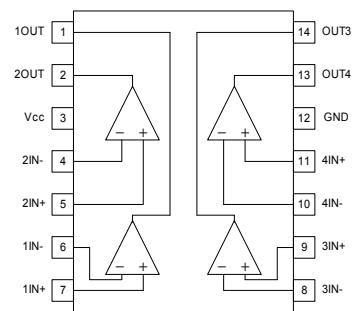 1OUT 1 14 OUT3
2OUT 2 13 OUT4
Vcc 3 12 GND
2IN- 4 11 4IN+
2IN+ 5 10 4IN-
1IN- 6 9 3IN+
1IN+ 7 8 3IN-
− + − +
− + − +